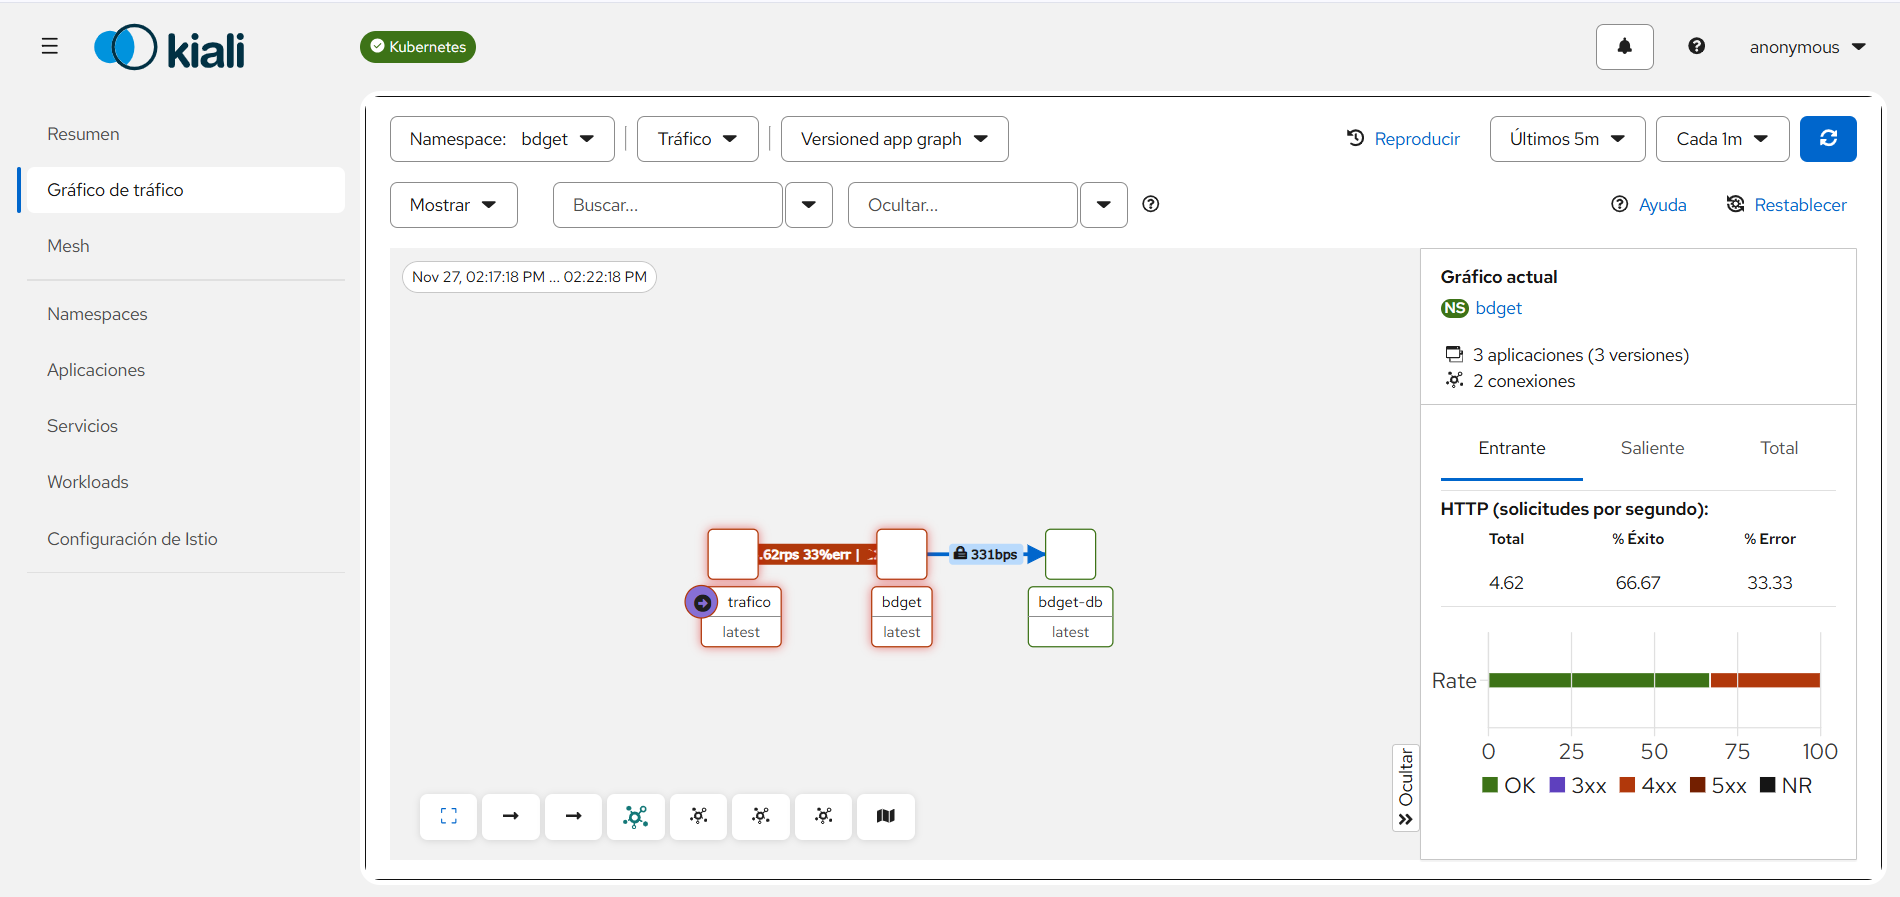 kiali
Kubernetes
anonymous
Resumen
Gráfico de tráfico
Mesh
Namespaces
Aplicaciones
Servicios
Workloads
Configuración de Istio
Namespace: bdget
Tráfico
Versioned app graph
Reproducir
Últimos 5m
Cada 1m
Mostrar
Buscar...
Ocultar...
Ayuda
Restablecer
Nov 27, 02:17:18 PM ... 02:22:18 PM
.62rps 33%err |
331bps
trafico
latest
bdget
latest
bdget-db
latest
Ocultar
Gráfico actual
NS bdget
3 aplicaciones (3 versiones)
2 conexiones
Entrante Saliente Total
HTTP (solicitudes por segundo):
Total % Éxito % Error
4.62 66.67 33.33
Rate
0 25 50 75 100
OK 3xx 4xx 5xx NR